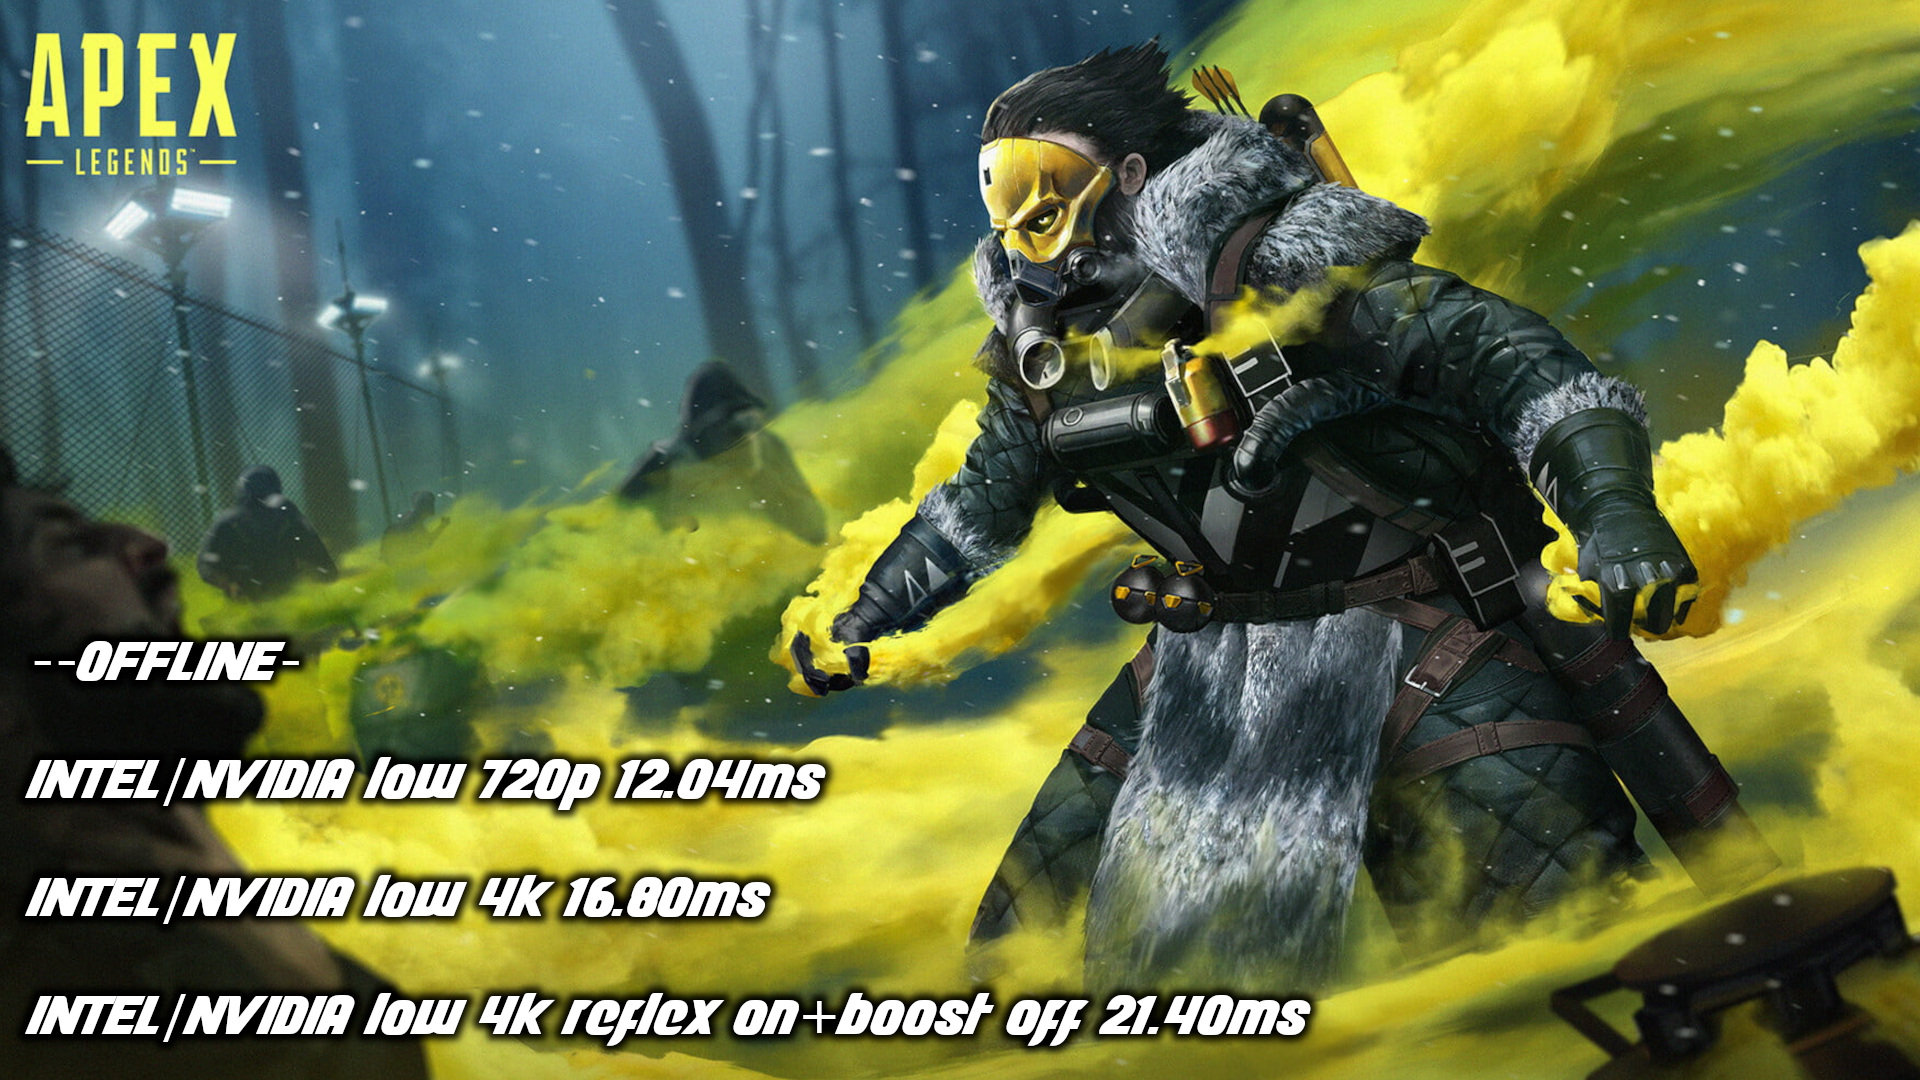 APEX
LEGENDS™
--OFFLINE-
INTEL/NVIDIA low 720p 12.04ms
INTEL/NVIDIA low 4k 16.80ms
INTEL/NVIDIA low 4k reflex on+boost off 21.40ms